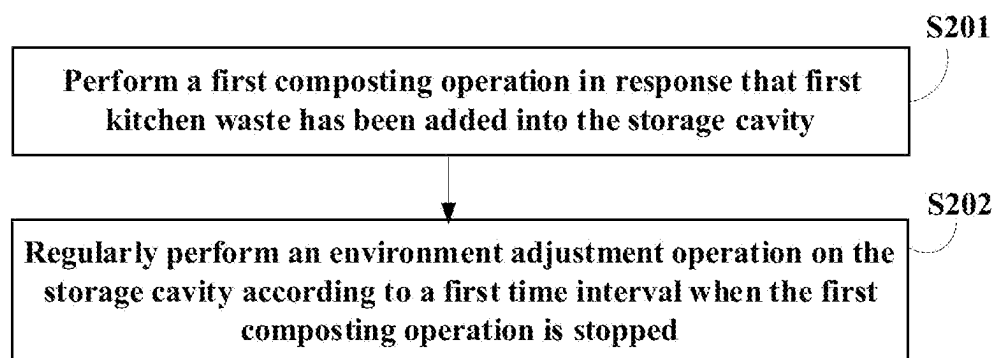 S201
Perform a first composting operation in response that first
kitchen waste has been added into the storage cavity
S202
Regularly perform an environment adjustment operation on the
storage cavity according to a first time interval when the first
composting operation is stopped